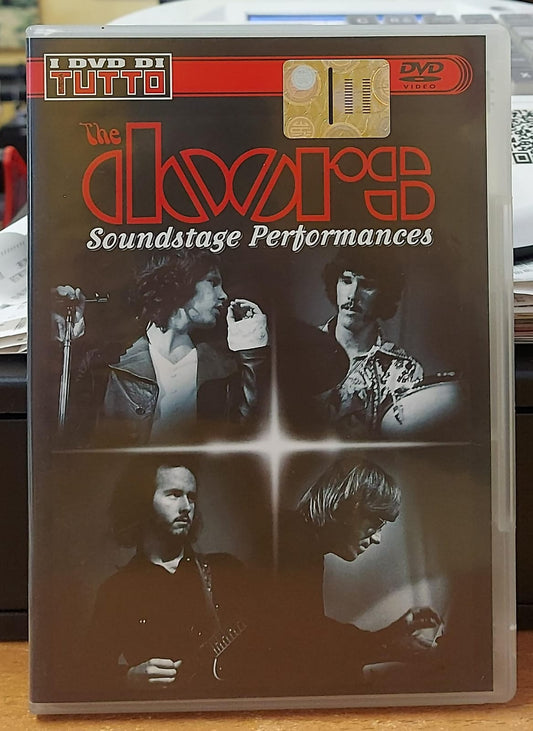 I DVD DI
TUTTO
DVD
VIDEO
The
doors
Soundstage Performances